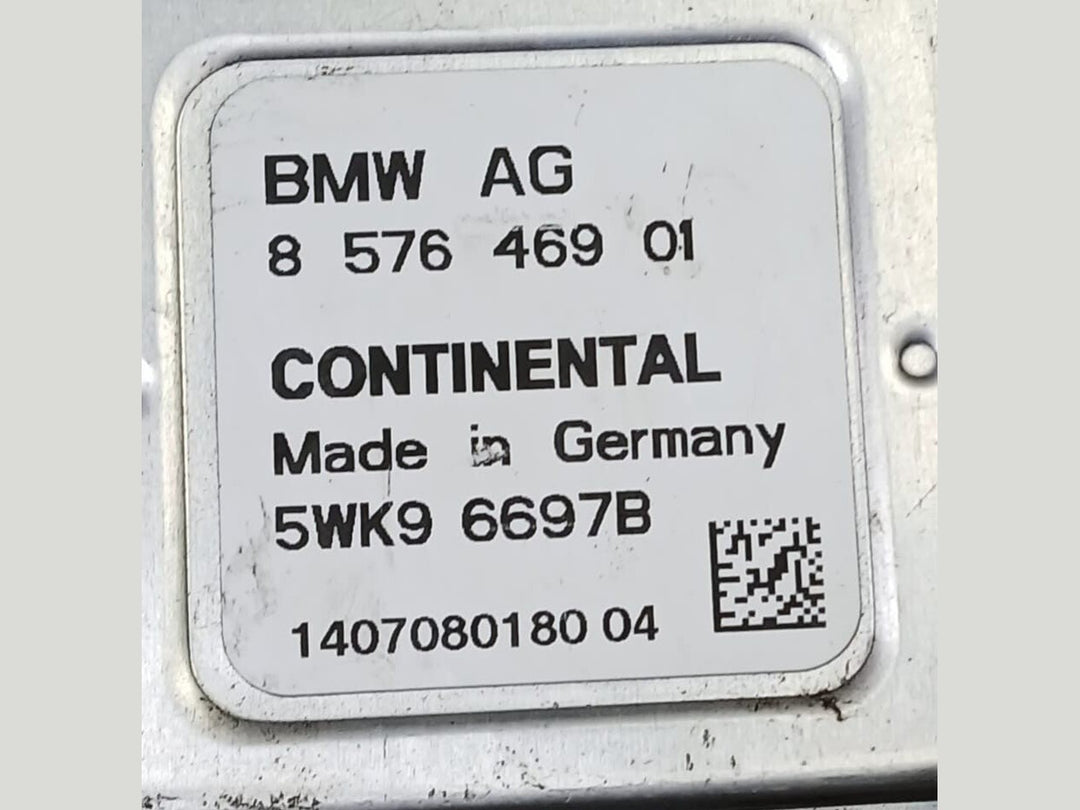 BMW AG
8 576 469 01
CONTINENTAL
Made in Germany
5WK9 6697B
1407080180 04